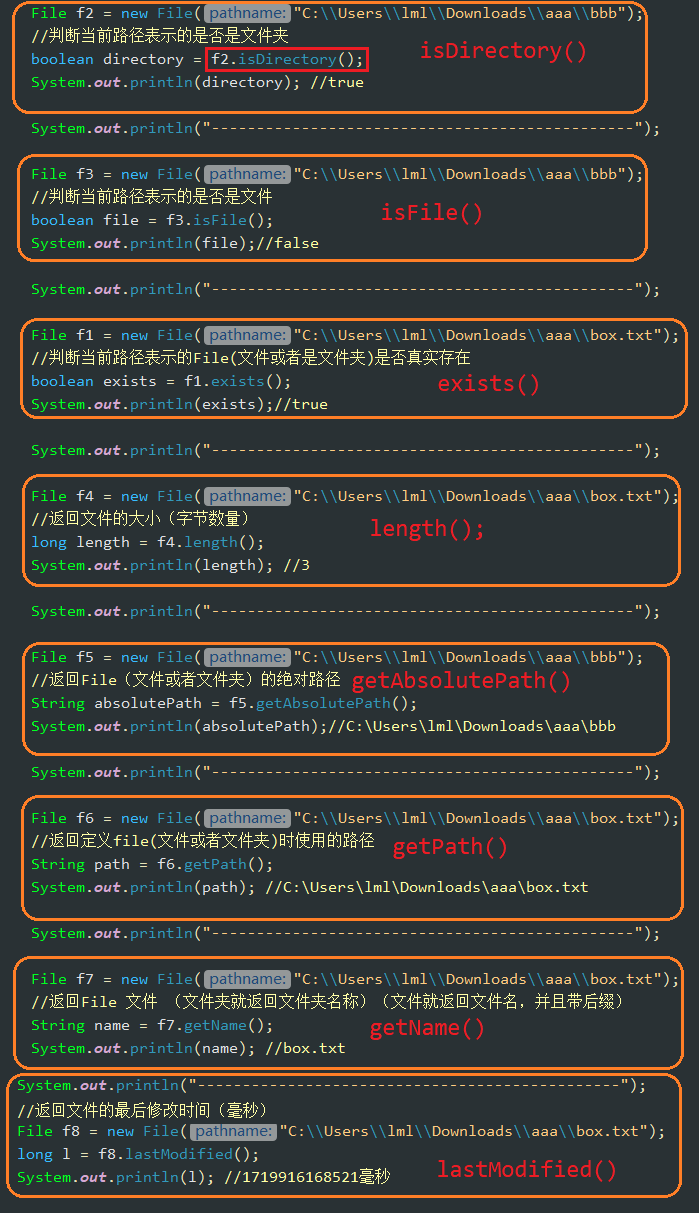 File f2 = new File( pathname: "C:\\Users\\lml\\Downloads\\aaa\\bbb");
//判断当前路径表示的是否是文件夹
boolean directory = f2.isDirectory(); isDirectory()
System.out.println(directory); //true
System.out.println("-----------------------------------------------");
File f3 = new File( pathname: "C:\\Users\\lml\\Downloads\\aaa\\bbb");
//判断当前路径表示的是否是文件
boolean file = f3.isFile(); isFile()
System.out.println(file);//false
System.out.println("-----------------------------------------------");
File f1 = new File( pathname: "C:\\Users\\lml\\Downloads\\aaa\\box.txt");
//判断当前路径表示的File(文件或者是文件夹)是否真实存在
boolean exists = f1.exists(); exists()
System.out.println(exists);//true
System.out.println("-----------------------------------------------");
File f4 = new File( pathname: "C:\\Users\\lml\\Downloads\\aaa\\box.txt");
//返回文件的大小（字节数量）
long length = f4.length(); length();
System.out.println(length); //3
System.out.println("-----------------------------------------------");
File f5 = new File( pathname: "C:\\Users\\lml\\Downloads\\aaa\\bbb");
//返回File（文件或者文件夹）的绝对路径 getAbsolutePath()
String absolutePath = f5.getAbsolutePath();
System.out.println(absolutePath);//C:\Users\lml\Downloads\aaa\bbb
System.out.println("-----------------------------------------------");
File f6 = new File( pathname: "C:\\Users\\lml\\Downloads\\aaa\\box.txt");
//返回定义file(文件或者文件夹)时使用的路径 getPath()
String path = f6.getPath();
System.out.println(path); //C:\Users\lml\Downloads\aaa\box.txt
System.out.println("-----------------------------------------------");
File f7 = new File( pathname: "C:\\Users\\lml\\Downloads\\aaa\\box.txt");
//返回File 文件 （文件夹就返回文件夹名称）（文件就返回文件名，并且带后缀）
String name = f7.getName(); getName()
System.out.println(name); //box.txt
System.out.println("-----------------------------------------------");
//返回文件的最后修改时间（毫秒）
File f8 = new File( pathname: "C:\\Users\\lml\\Downloads\\aaa\\box.txt");
long l = f8.lastModified();
System.out.println(l); //1719916168521毫秒 lastModified()